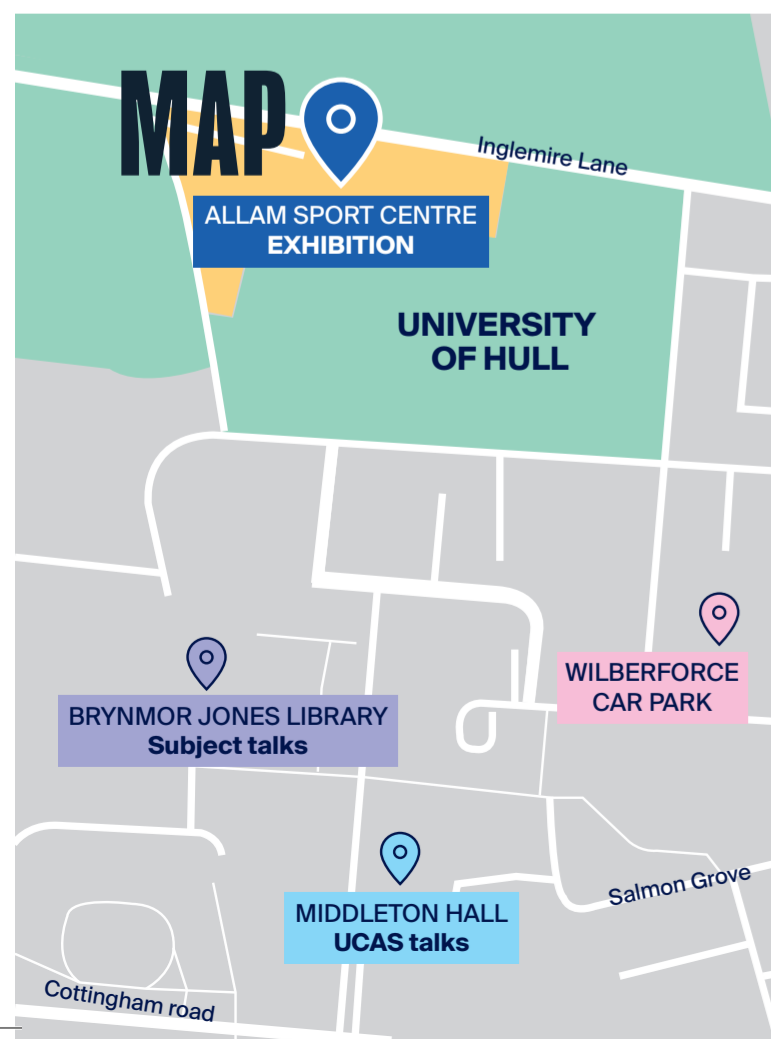 MAP
Inglemire Lane
ALLAM SPORT CENTRE
EXHIBITION
UNIVERSITY
OF HULL
WILBERFORCE
CAR PARK
BRYNMOR JONES LIBRARY
Subject talks
Salmon Grove
MIDDLETON HALL
UCAS talks
Cottingham road